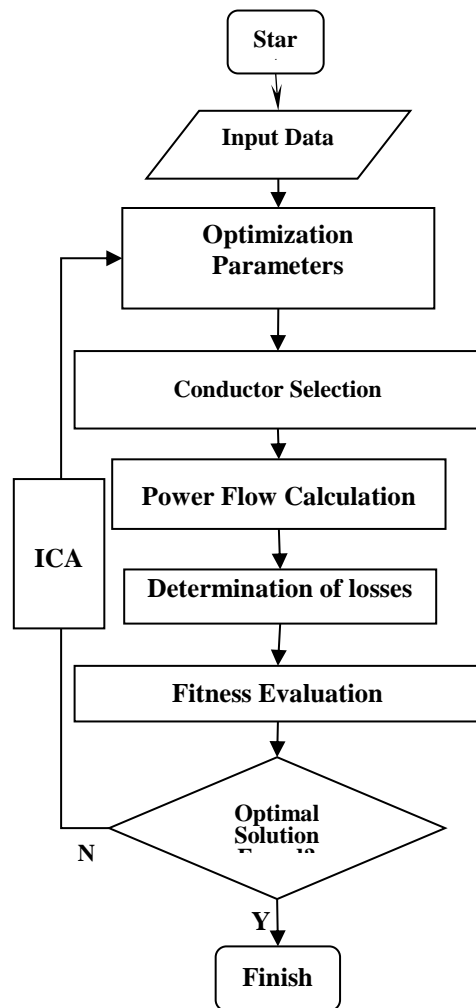 Star
Input Data
Optimization
Parameters
Conductor Selection
Power Flow Calculation
ICA
Determination of losses
Fitness Evaluation
Optimal
Solution
N
Y
Finish